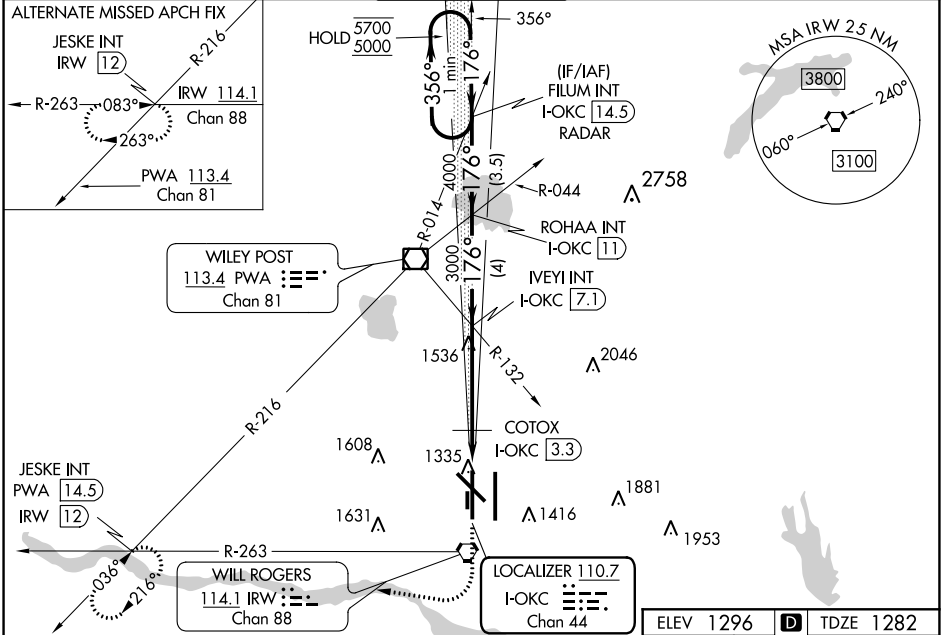 ALTERNATE MISSED APCH FIX
JESKE INT
IRW 12
R-216
R-263
083°
263°
IRW 114.1
Chan 88
PWA 113.4
Chan 81
HOLD 5700
5000
356°
1 min
176°
356°
(IF/IAF)
FILUM INT
I-OKC 14.5
RADAR
MSA IRW 25 NM
3800
240°
060°
3100
4000
176°
(3.5)
R-014
R-044
2758
ROHAA INT
I-OKC 11
WILEY POST
113.4 PWA
Chan 81
3000
176°
(4)
IVEYI INT
I-OKC 7.1
1536
R-132
2046
R-216
COTOX
I-OKC 3.3
1608
1335
JESKE INT
PWA 14.5
IRW 12
1631
1416
1881
1953
R-263
036°
216°
WILL ROGERS
114.1 IRW
Chan 88
LOCALIZER 110.7
I-OKC
Chan 44
ELEV 1296 D TDZE 1282